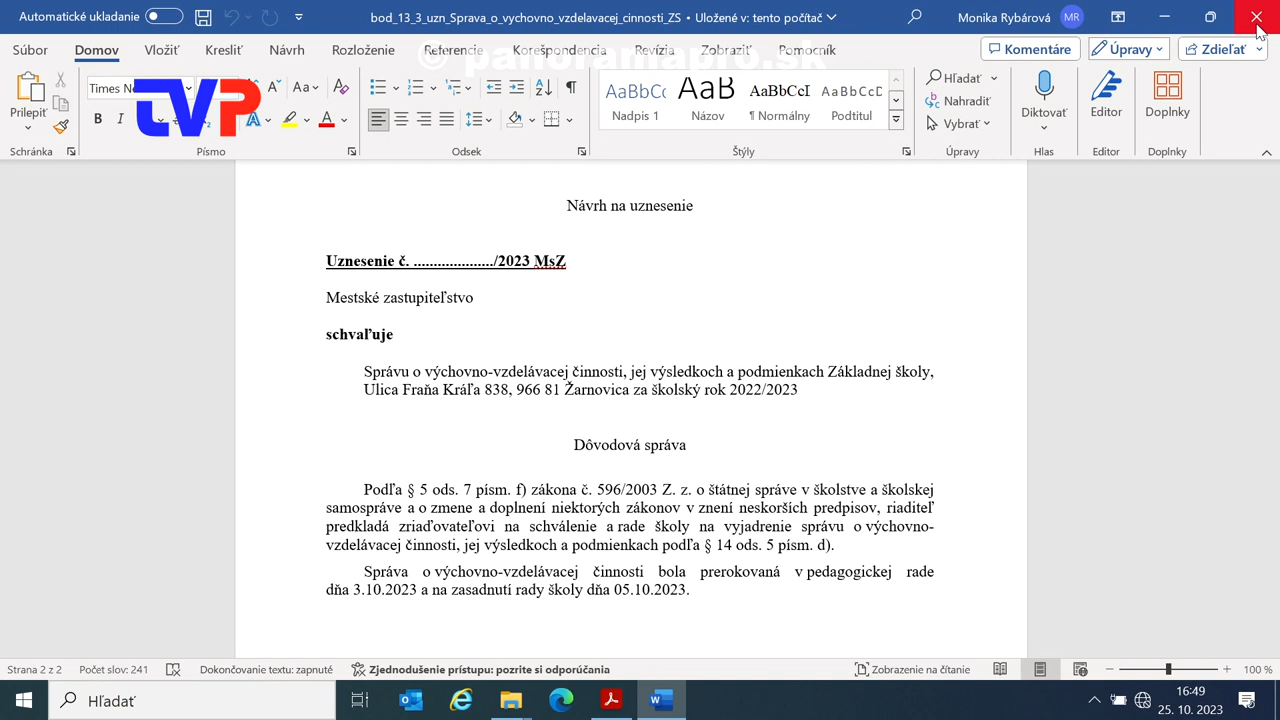 Automatické ukladanie
bod_13_3_uzn_Sprava_o_vychovno_vzdelavacej_cinnosti_ZS • Uložené v: tento počítač
Monika Rybárová MR
Súbor Domov Vložiť Kresliť Návrh Rozloženie Referencie Korešpondencia Revízia Zobraziť Pomocník
Komentáre Úpravy Zdieľať
© panoramapro.sk
TVP
Prilepiť
Times N
B I
Aa
A
AaBbCc AaB AaBbCcI AaBbCcD
Nadpis 1 Názov ¶ Normálny Podtitul
Hľadať
Nahradiť
Vybrať
Diktovať
Editor
Doplnky
Schránka Písmo Odsek Štýly Úpravy Hlas Editor Doplnky
Návrh na uznesenie
Uznesenie č. ..................../2023 MsZ
Mestské zastupiteľstvo
schvaľuje
Správu o výchovno-vzdelávacej činnosti, jej výsledkoch a podmienkach Základnej školy,
Ulica Fraňa Kráľa 838, 966 81 Žarnovica za školský rok 2022/2023
Dôvodová správa
Podľa § 5 ods. 7 písm. f) zákona č. 596/2003 Z. z. o štátnej správe v školstve a školskej
samospráve a o zmene a doplnení niektorých zákonov v znení neskorších predpisov, riaditeľ
predkladá zriaďovateľovi na schválenie a rade školy na vyjadrenie správu o výchovno-
vzdelávacej činnosti, jej výsledkoch a podmienkach podľa § 14 ods. 5 písm. d).
Správa o výchovno-vzdelávacej činnosti bola prerokovaná v pedagogickej rade
dňa 3.10.2023 a na zasadnutí rady školy dňa 05.10.2023.
Strana 2 z 2 Počet slov: 241 Dokončovanie textu: zapnuté Zjednodušenie prístupu: pozrite si odporúčania Zobrazenie na čítanie 100 %
Hľadať
16:49
25. 10. 2023